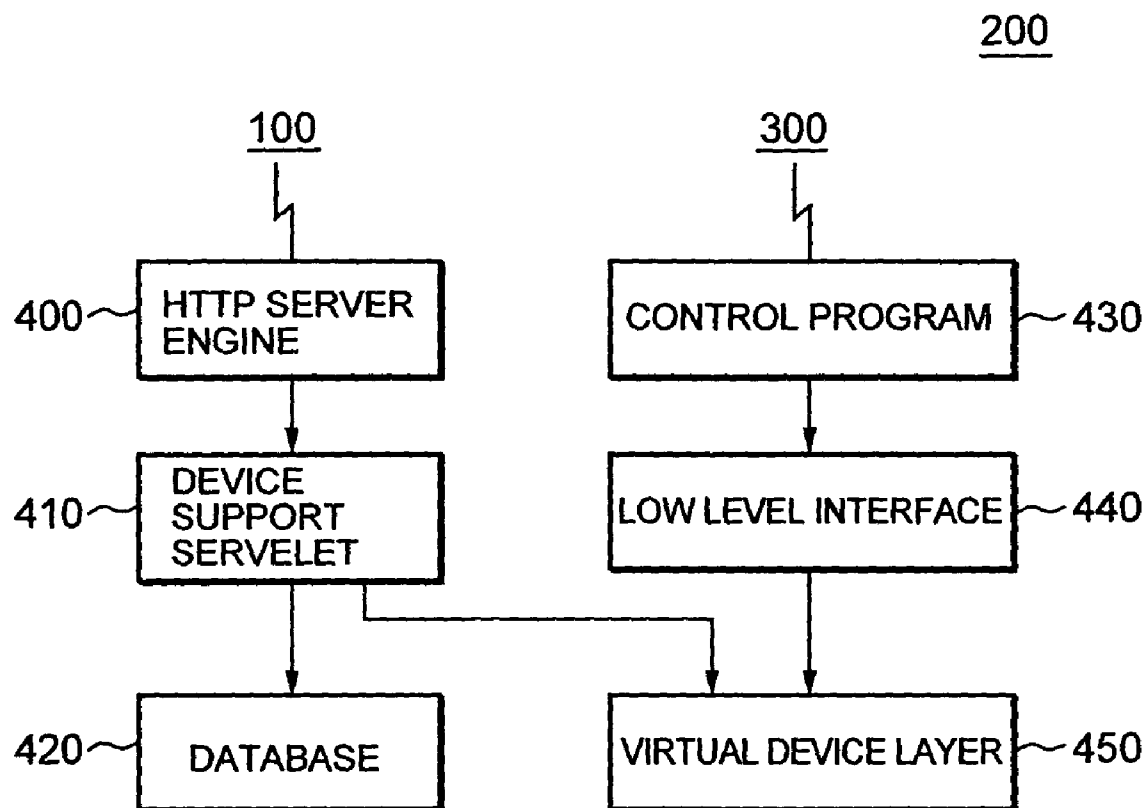 200
100
300
400
HTTP SERVER
ENGINE
CONTROL PROGRAM
430
410
DEVICE
SUPPORT
SERVELET
LOW LEVEL INTERFACE
440
420
DATABASE
VIRTUAL DEVICE LAYER
450